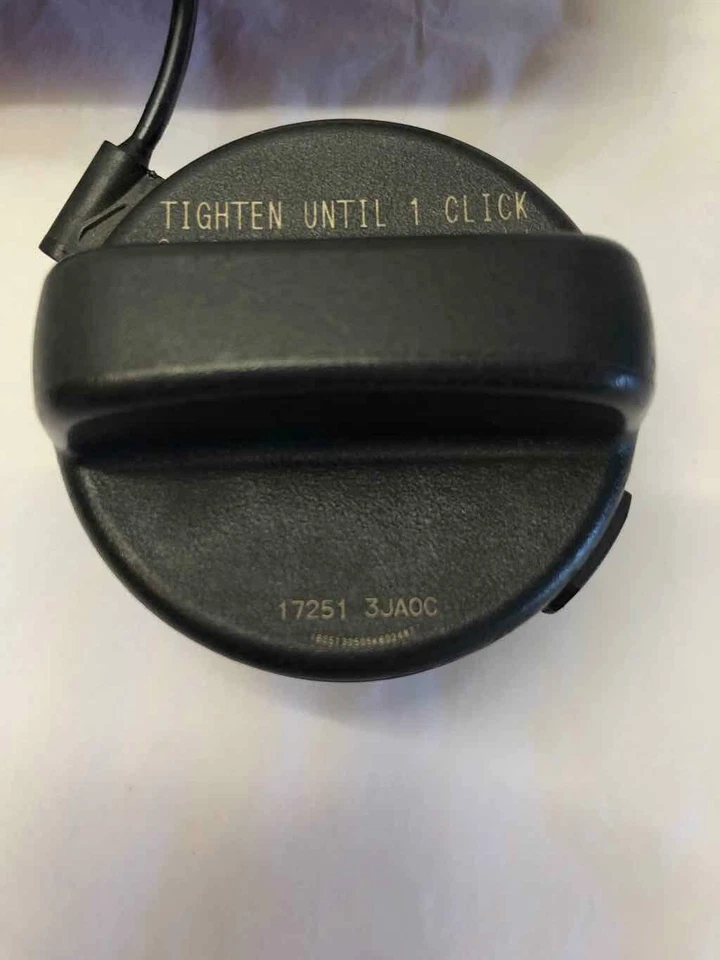 TIGHTEN UNTIL 1 CLICK
17251 3JA0C